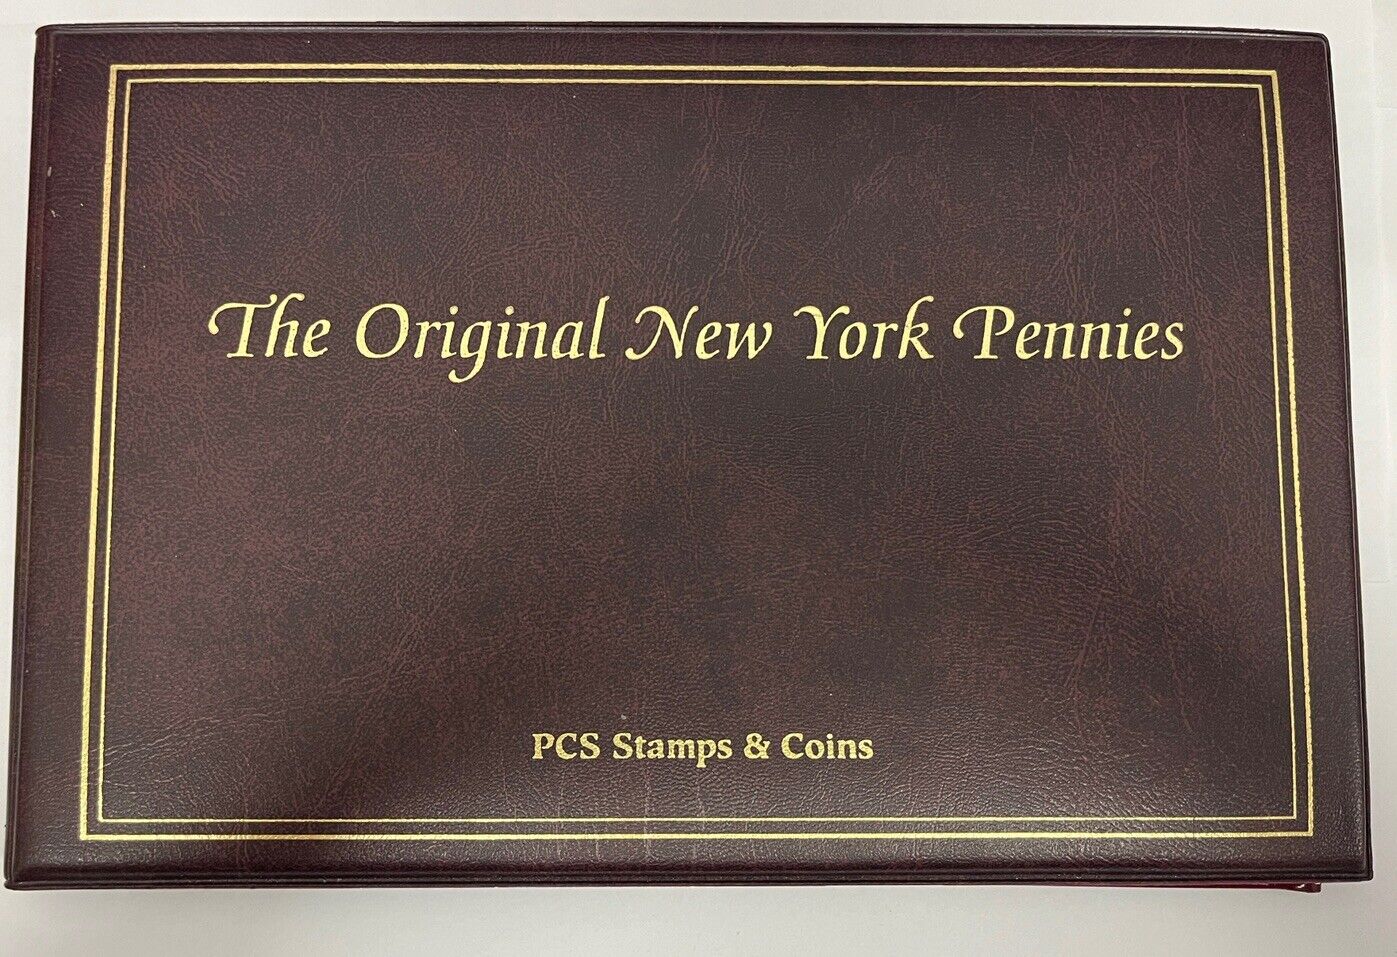 The Original New York Pennies
PCS Stamps & Coins